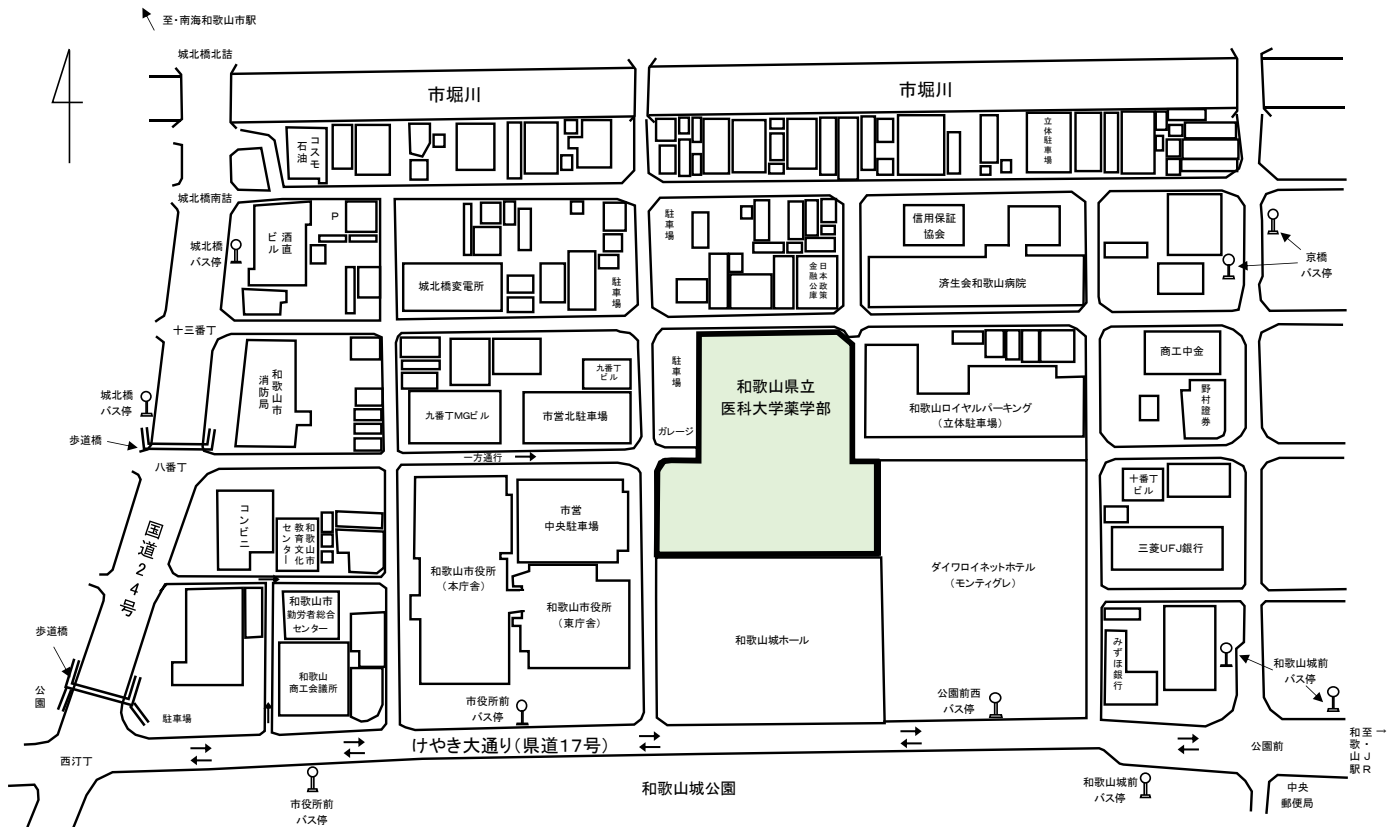 至・南海和歌山市駅
城北橋北詰
市堀川
市堀川
コスモ
石油
立体駐車場
城北橋南詰
P
酒直
ビル
城北橋
バス停
城北橋変電所
駐車場
駐車場
日本政策
金融公庫
信用保証
協会
済生会和歌山病院
京橋
バス停
十三番丁
和歌山市
消防局
城北橋
バス停
歩道橋
九番丁
ビル
九番丁MGビル
市営北駐車場
駐車場
ガレージ
和歌山県立
医科大学薬学部
和歌山ロイヤルパーキング
(立体駐車場)
商工中金
野村證券
一方通行
八番丁
国道24号
コンビニ
和歌山市
教育文化
センター
市営
中央駐車場
和歌山市役所
(本庁舎)
和歌山市役所
(東庁舎)
ダイワロイネットホテル
(モンティグレ)
十番丁
ビル
三菱UFJ銀行
和歌山市
勤労者総合
センター
和歌山
商工会議所
和歌山城ホール
みずほ銀行
和歌山城前
バス停
歩道橋
公園
駐車場
市役所前
バス停
公園前西
バス停
けやき大通り(県道17号)
西汀丁
公園前
至・JR
和歌山駅
→
市役所前
バス停
和歌山城公園
和歌山城前
バス停
中央
郵便局